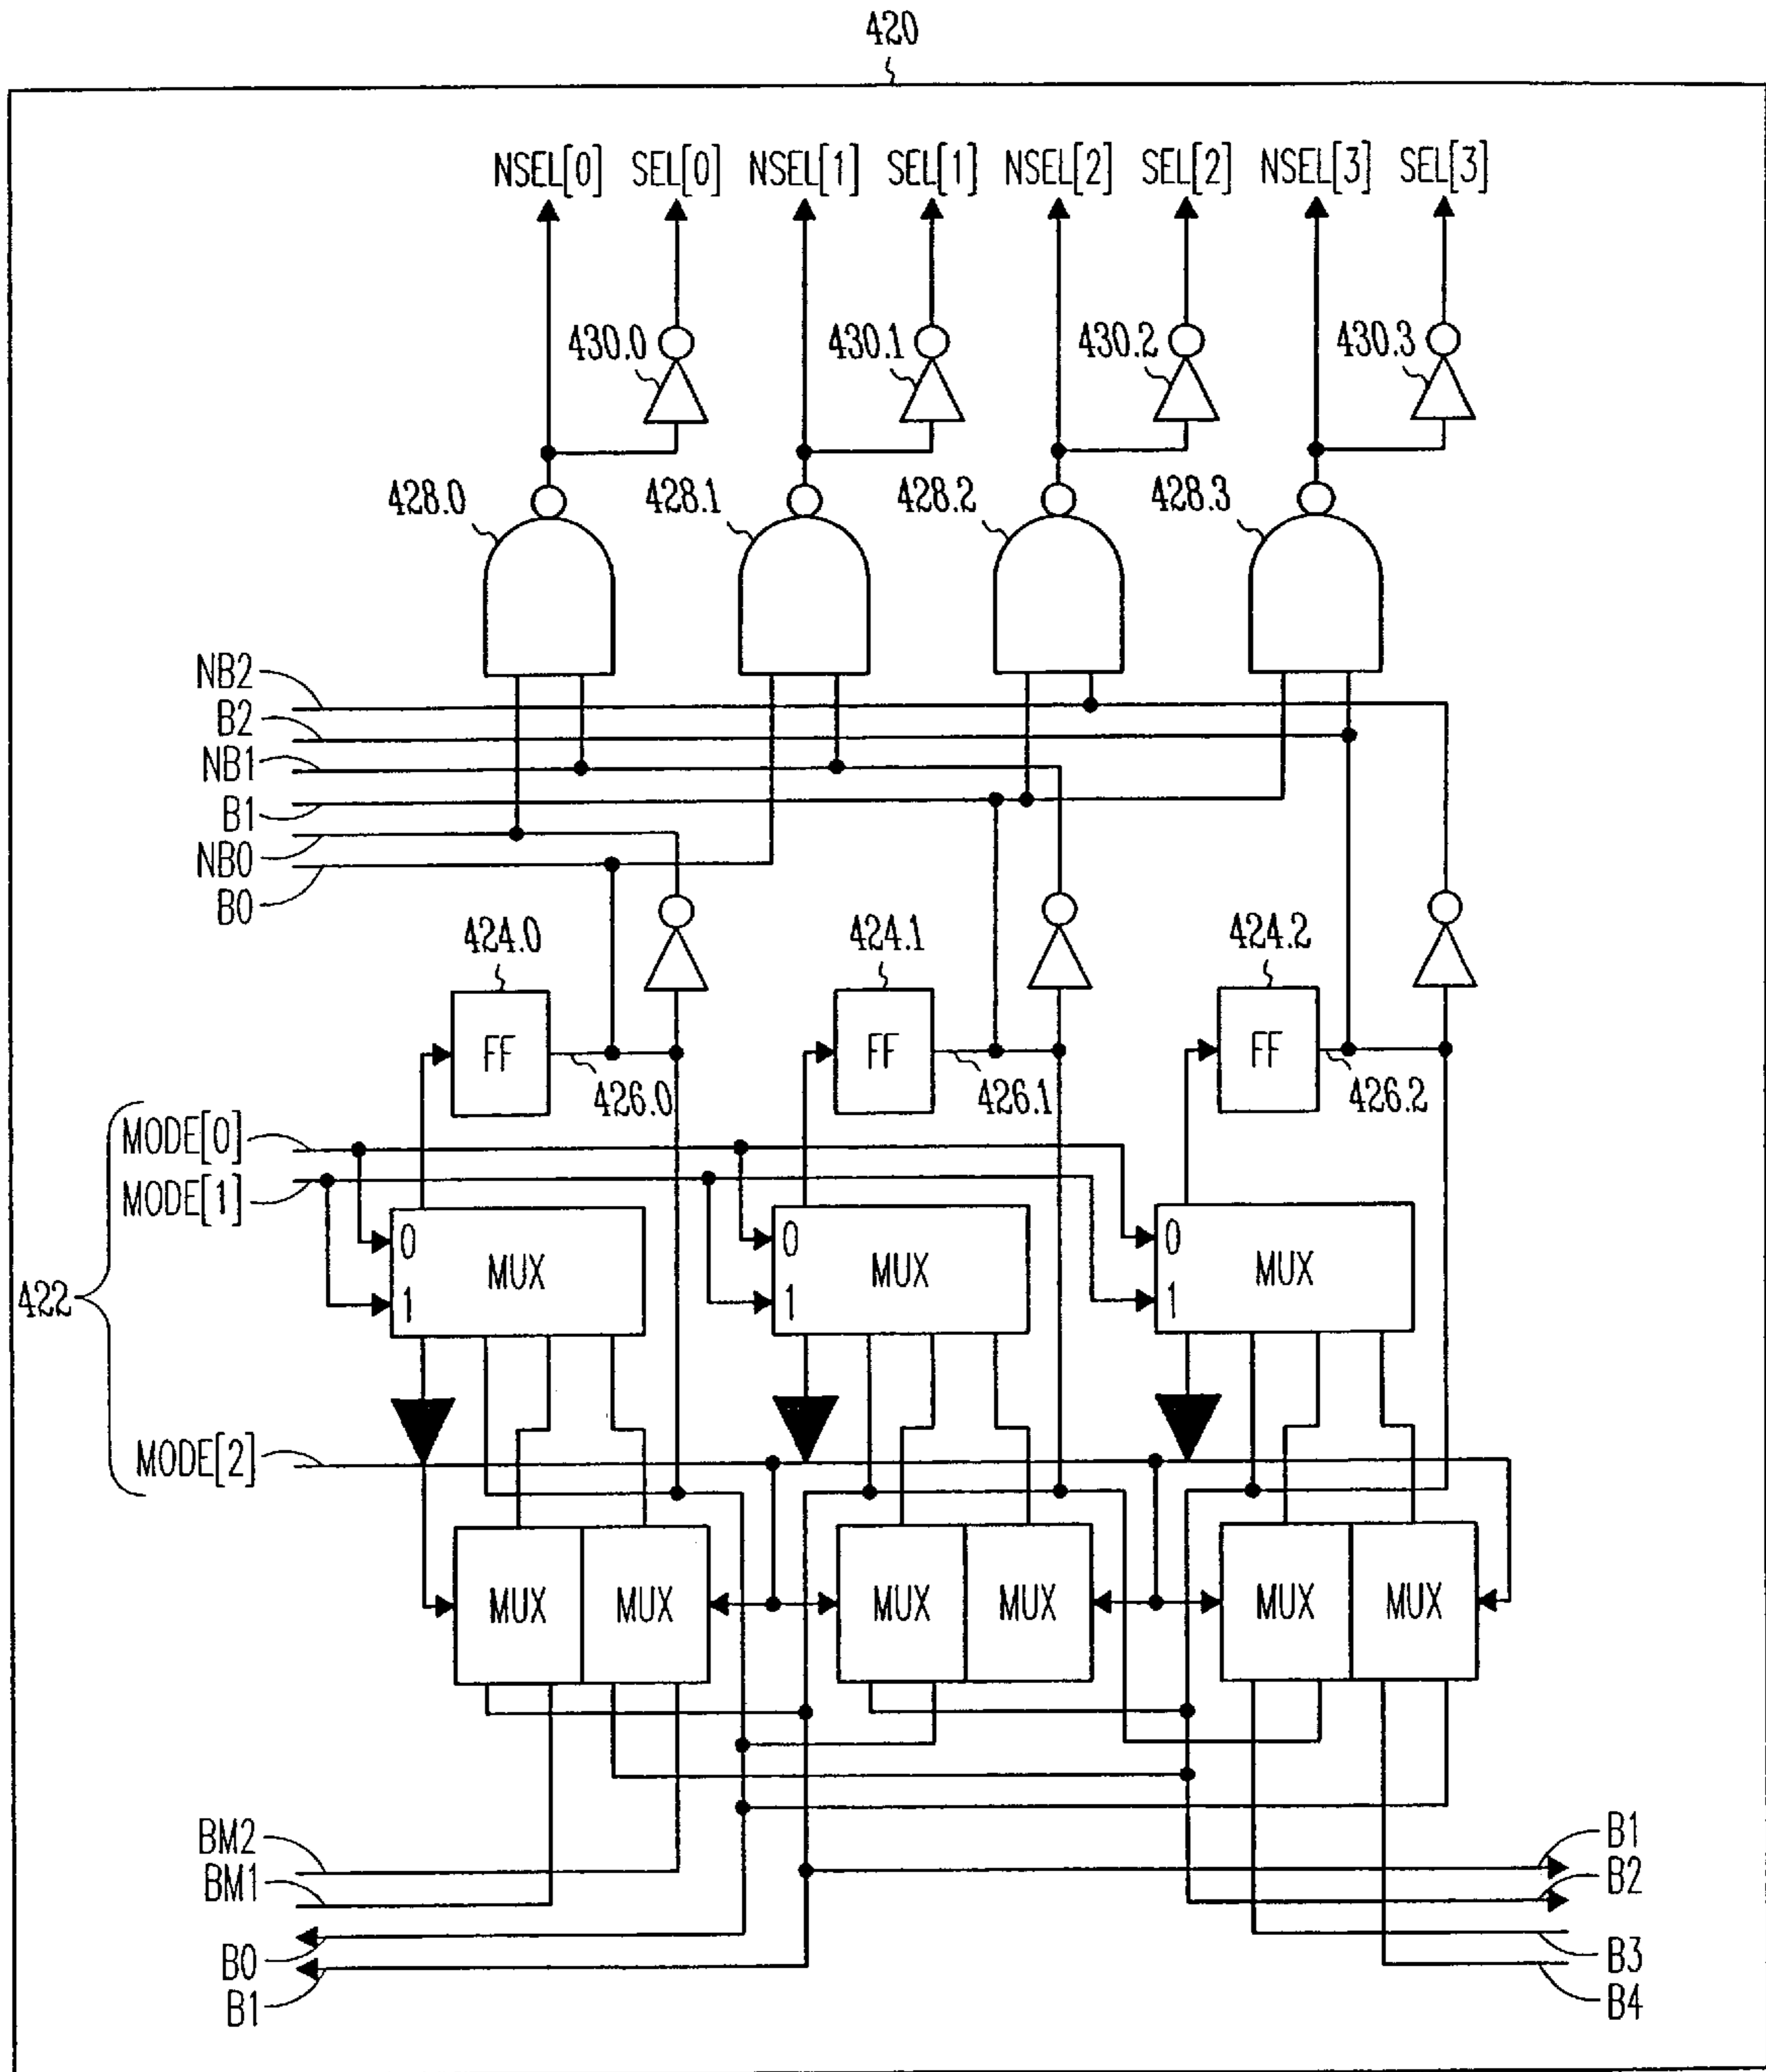 420
NSEL[0] SEL[0] NSEL[1] SEL[1] NSEL[2] SEL[2] NSEL[3] SEL[3]
430.0 430.1 430.2 430.3
428.0 428.1 428.2 428.3
NB2
B2
NB1
B1
NB0
B0
424.0 424.1 424.2
FF FF FF
426.0 426.1 426.2
MODE[0]
MODE[1]
0 0 0
MUX MUX MUX
1 1 1
422
MODE[2]
MUX MUX MUX MUX MUX MUX
BM2 B1
BM1 B2
B0 B3
B1 B4